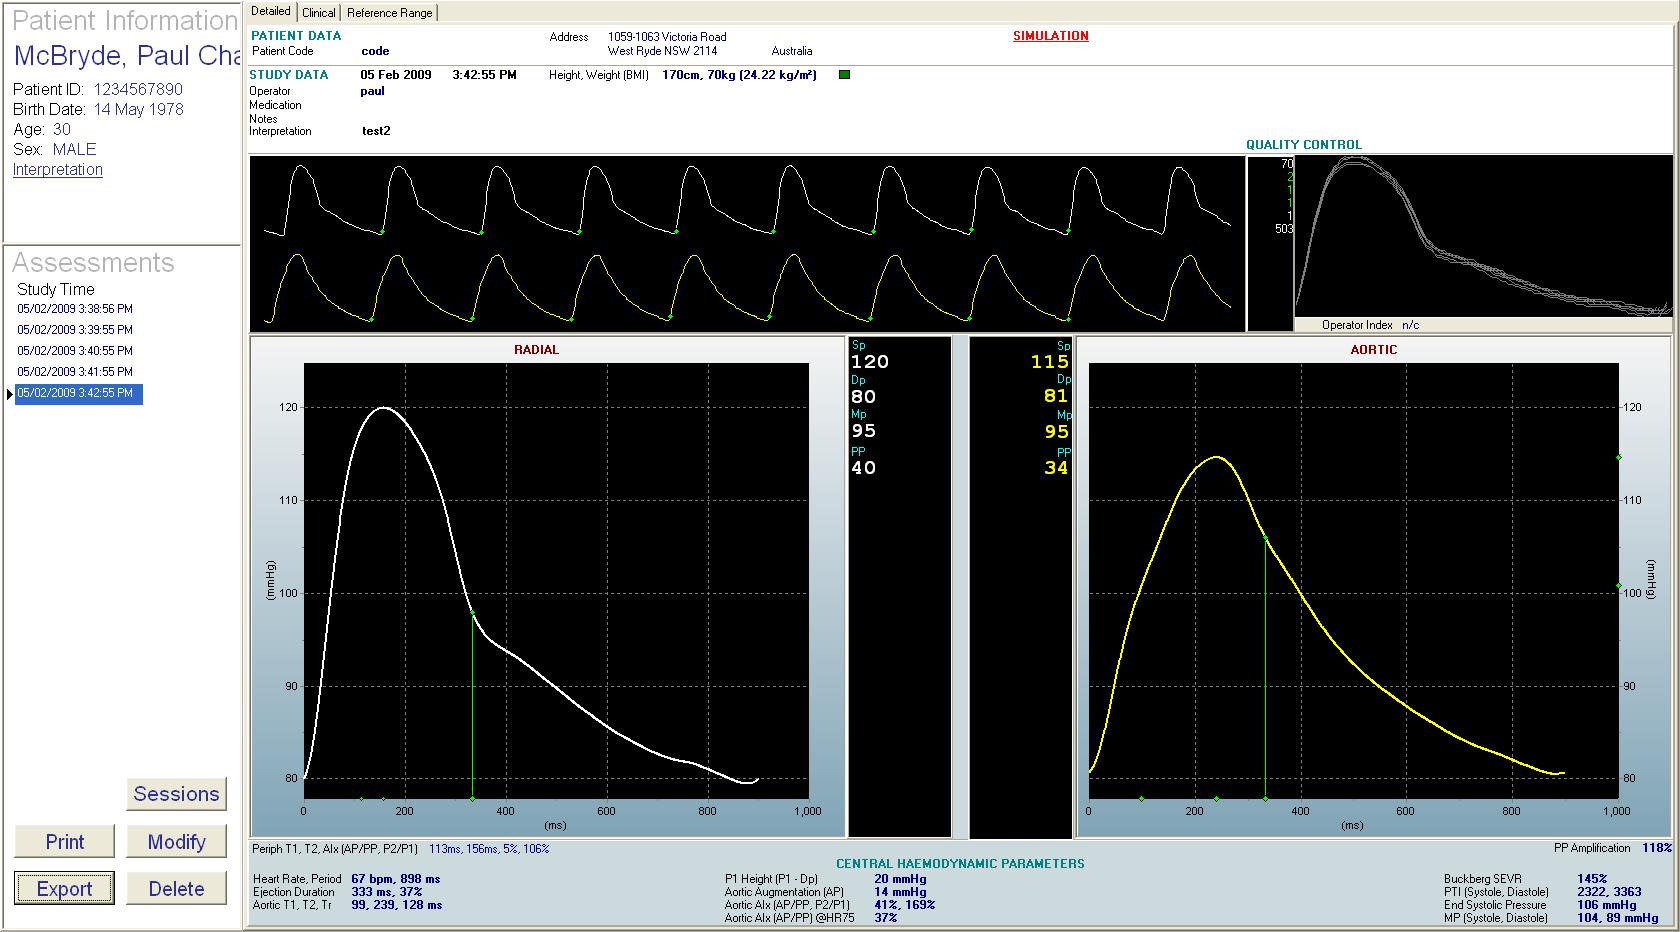 Patient Information
McBryde, Paul Cha
Patient ID: 1234567890
Birth Date: 14 May 1978
Age: 30
Sex: MALE
Interpretation
Assessments
Study Time
05/02/2009 3:38:56 PM
05/02/2009 3:39:55 PM
05/02/2009 3:40:55 PM
05/02/2009 3:41:55 PM
05/02/2009 3:42:55 PM
Sessions
Print
Modify
Export
Delete
Detailed
Clinical
Reference Range
PATIENT DATA
Patient Code code
Address 1059-1063 Victoria Road
West Ryde NSW 2114 Australia
SIMULATION
STUDY DATA 05 Feb 2009 3:42:55 PM Height, Weight (BMI) 170cm, 70kg (24.22 kg/m²)
Operator paul
Medication
Notes
Interpretation test2
QUALITY CONTROL
70
2
1
1
1
503
Operator Index n/c
RADIAL
120
110
100
90
80
(mmHg)
0 200 400 600 800 1,000
(ms)
Sp
120
Dp
80
Mp
95
PP
40
Sp
115
Dp
81
Mp
95
PP
34
AORTIC
120
110
100
90
80
(mmHg)
0 200 400 600 800 1,000
(ms)
Periph T1, T2, AIx (AP/PP, P2/P1) 113ms, 156ms, 5%, 106%
PP Amplification 118%
CENTRAL HAEMODYNAMIC PARAMETERS
Heart Rate, Period 67 bpm, 898 ms
Ejection Duration 333 ms, 37%
Aortic T1, T2, Tr 99, 239, 128 ms
P1 Height (P1 - Dp) 20 mmHg
Aortic Augmentation (AP) 14 mmHg
Aortic AIx (AP/PP, P2/P1) 41%, 169%
Aortic AIx (AP/PP) @HR75 37%
Buckberg SEVR 145%
PTI (Systole, Diastole) 2322, 3363
End Systolic Pressure 106 mmHg
MP (Systole, Diastole) 104, 89 mmHg